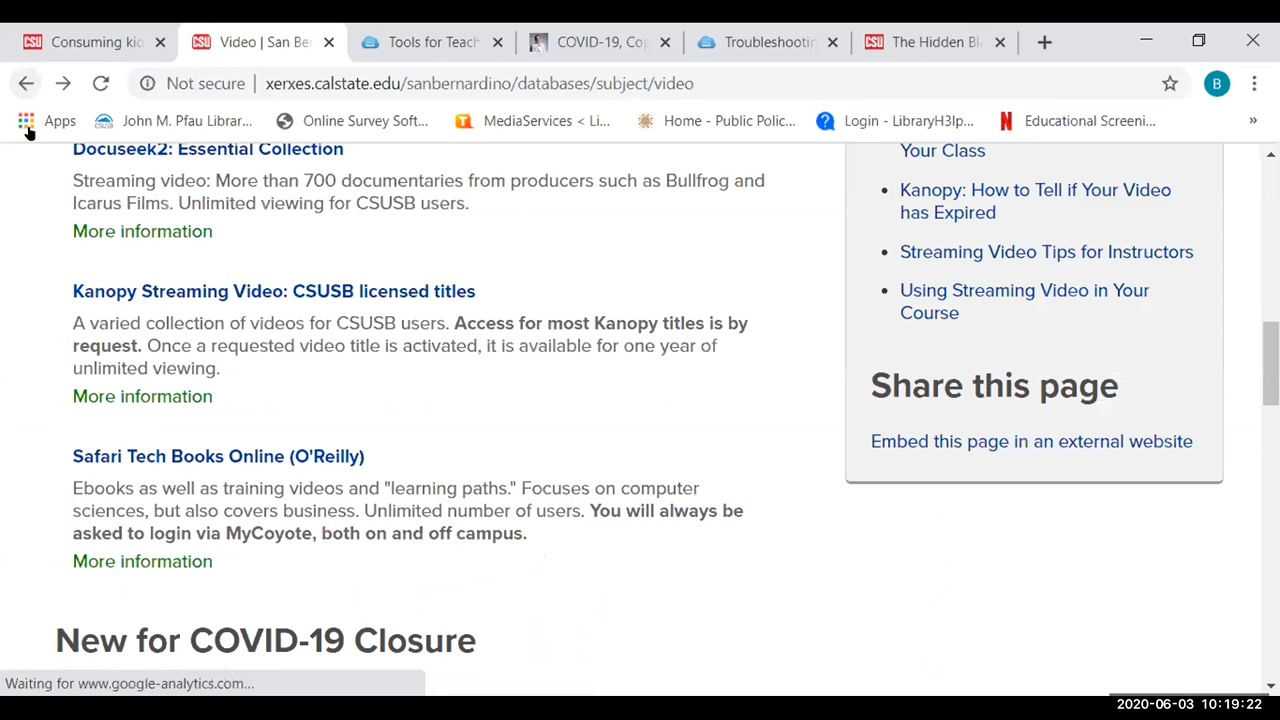 CSU Consuming kid
CSU Video | San Ber
Tools for Teach
COVID-19, Cop
Troubleshootin
CSU The Hidden Bl
Not secure | xerxes.calstate.edu/sanbernardino/databases/subject/video
B
Apps
John M. Pfau Librar...
Online Survey Soft...
T MediaServices < Li...
Home - Public Polic...
? Login - LibraryH3lp...
N Educational Screeni...
»
Docuseek2: Essential Collection
Streaming video: More than 700 documentaries from producers such as Bullfrog and
Icarus Films. Unlimited viewing for CSUSB users.
More information
Kanopy Streaming Video: CSUSB licensed titles
A varied collection of videos for CSUSB users. Access for most Kanopy titles is by
request. Once a requested video title is activated, it is available for one year of
unlimited viewing.
More information
Safari Tech Books Online (O'Reilly)
Ebooks as well as training videos and "learning paths." Focuses on computer
sciences, but also covers business. Unlimited number of users. You will always be
asked to login via MyCoyote, both on and off campus.
More information
New for COVID-19 Closure
Your Class
Kanopy: How to Tell if Your Video
has Expired
Streaming Video Tips for Instructors
Using Streaming Video in Your
Course
Share this page
Embed this page in an external website
Waiting for www.google-analytics.com...
2020-06-03 10:19:22